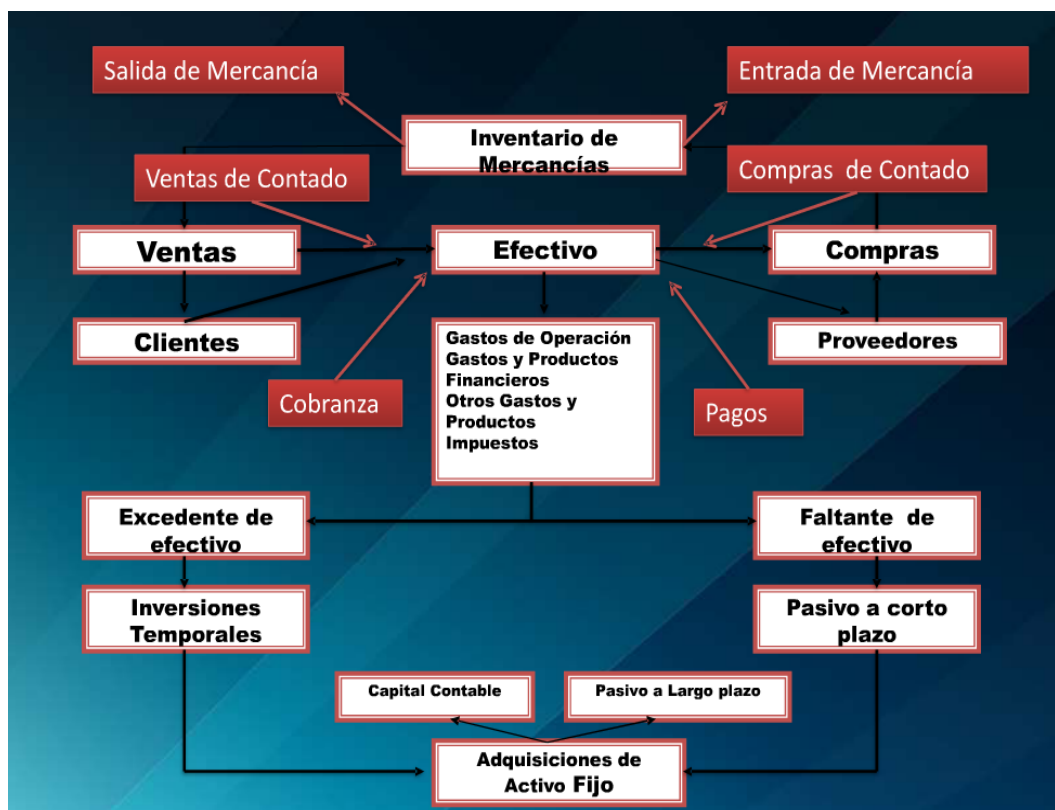 Salida de Mercancía
Entrada de Mercancía
Inventario de
Mercancías
Ventas de Contado
Compras  de Contado
Ventas
Efectivo
Compras
Clientes
Gastos de Operación
Gastos y Productos
Financieros
Otros Gastos y
Productos
Impuestos
Proveedores
Cobranza
Pagos
Excedente de
efectivo
Faltante  de
efectivo
Inversiones
Temporales
Pasivo a corto
plazo
Capital Contable
Pasivo a Largo plazo
Adquisiciones de
Activo Fijo